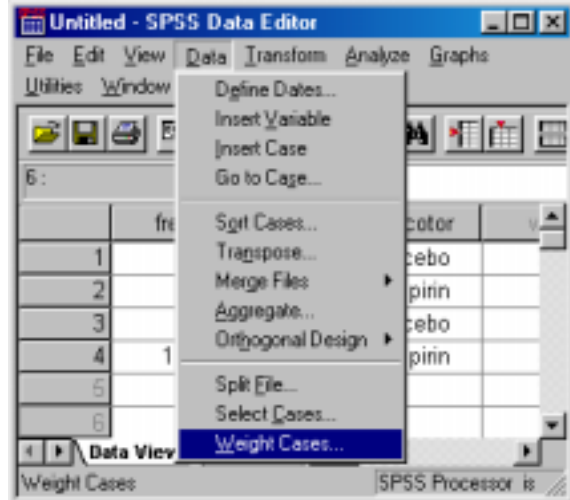 Untitled - SPSS Data Editor
File Edit View Data Transform Analyze Graphs
Utilities Window
6 :
fre cotor v
Define Dates...
Insert Variable
Insert Case
Go to Case...
Sort Cases...
Transpose...
Merge Files
Aggregate...
Orthogonal Design
Split File...
Select Cases...
Weight Cases...
1 cebo
2 pirin
3 cebo
4 1 pirin
5
6
Data View
Weight Cases SPSS Processor is